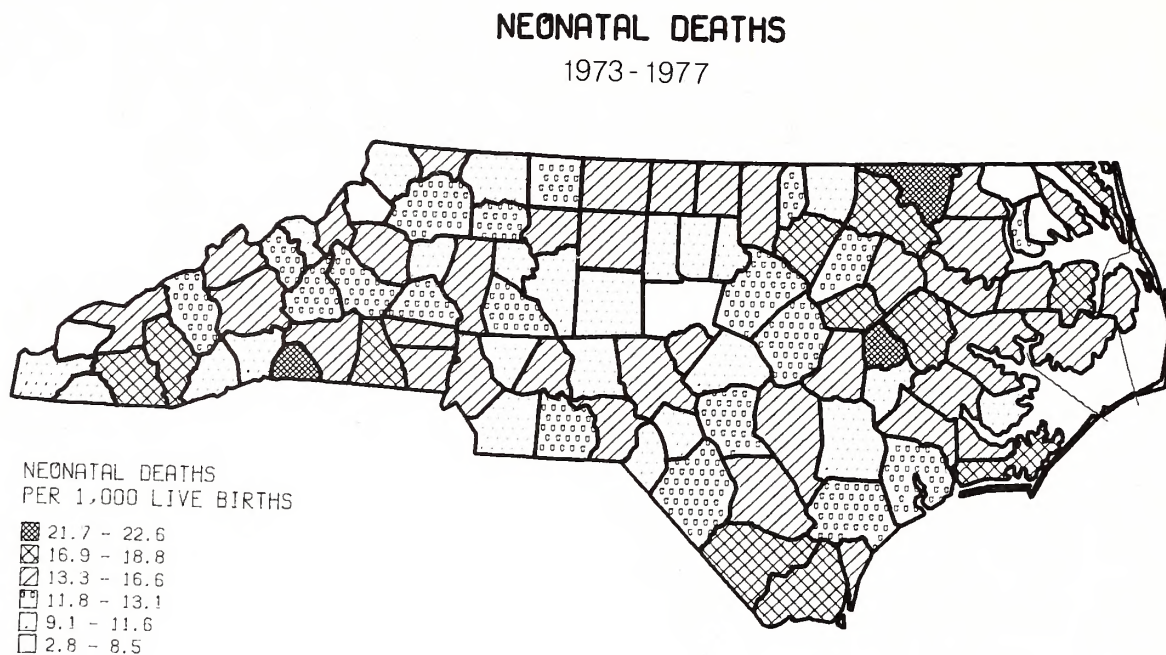 NEONATAL DEATHS
1973-1977
NEONATAL DEATHS
PER 1,000 LIVE BIRTHS
21.7 - 22.6
16.9 - 18.8
13.3 - 16.6
11.8 - 13.1
9.1 - 11.6
2.8 - 8.5